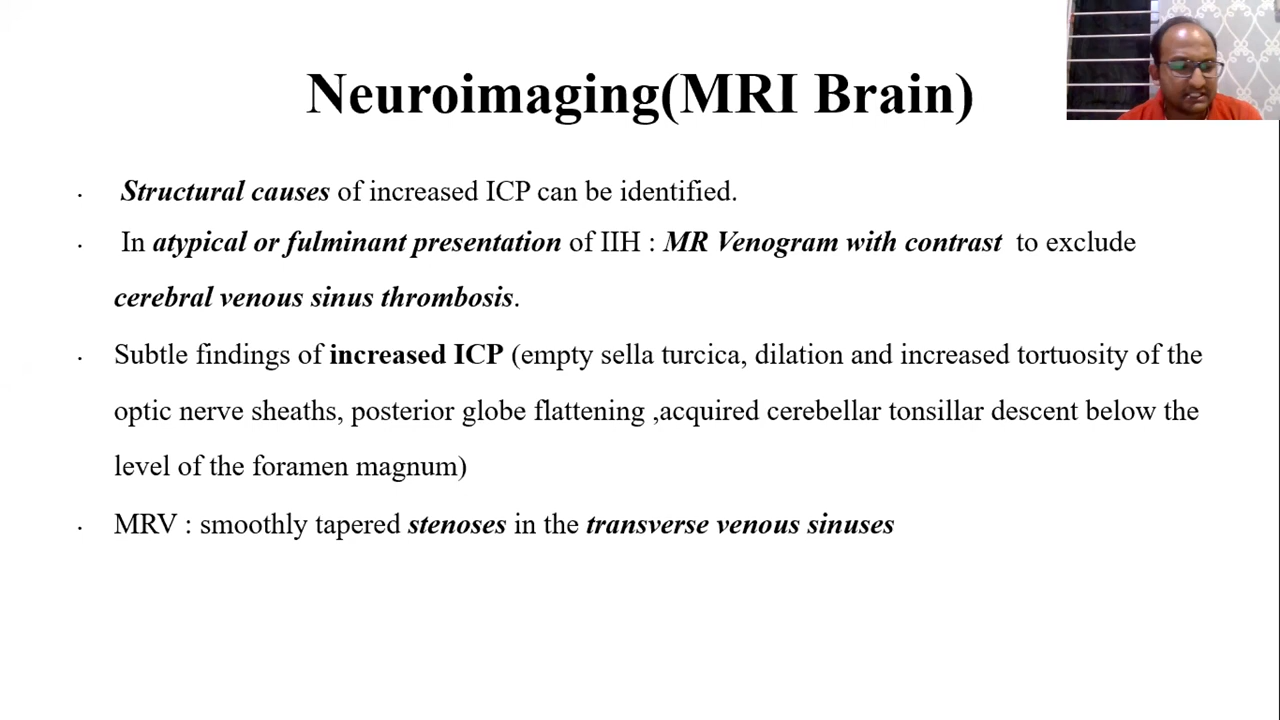 Neuroimaging(MRI Brain)
· Structural causes of increased ICP can be identified.
· In atypical or fulminant presentation of IIH : MR Venogram with contrast to exclude
cerebral venous sinus thrombosis.
· Subtle findings of increased ICP (empty sella turcica, dilation and increased tortuosity of the
optic nerve sheaths, posterior globe flattening ,acquired cerebellar tonsillar descent below the
level of the foramen magnum)
· MRV : smoothly tapered stenoses in the transverse venous sinuses